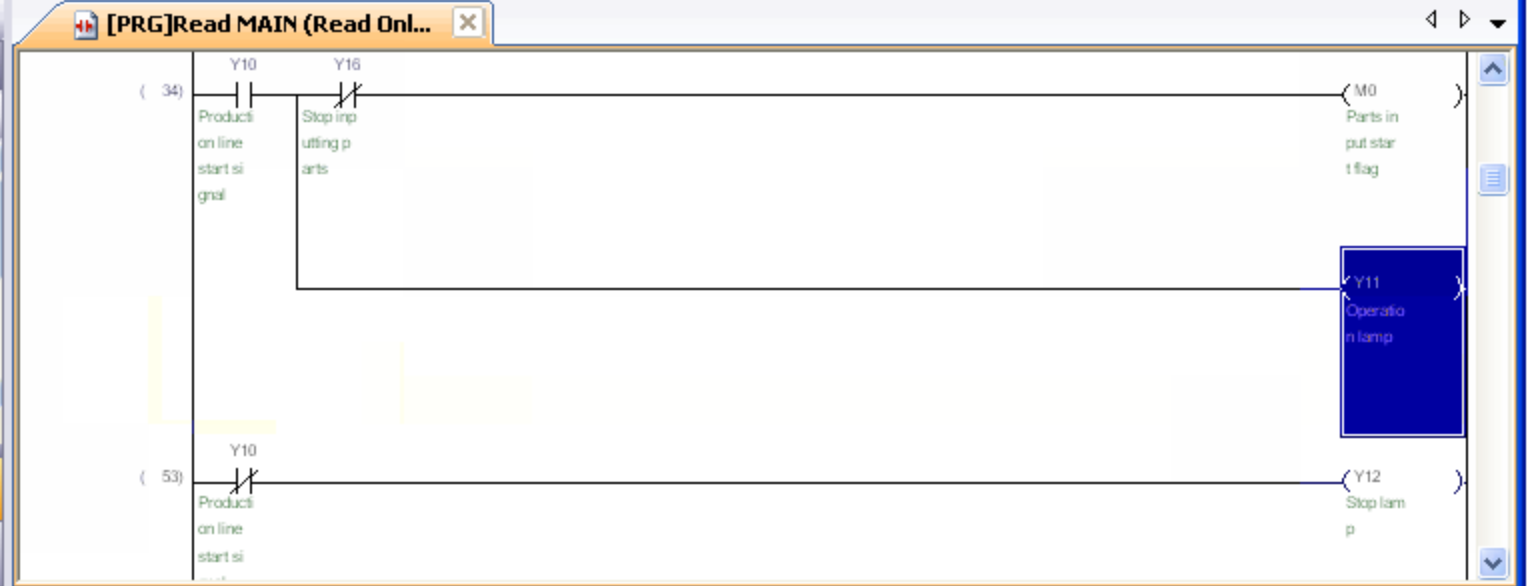 [PRG]Read MAIN (Read Onl...
Y10 Y16
( 34) M0
Producti Stop inp Parts in
on line utting p put star
start si arts t flag
gnal
Y11
Operatio
n lamp
Y10
( 53) Y12
Producti Stop lam
on line p
start si